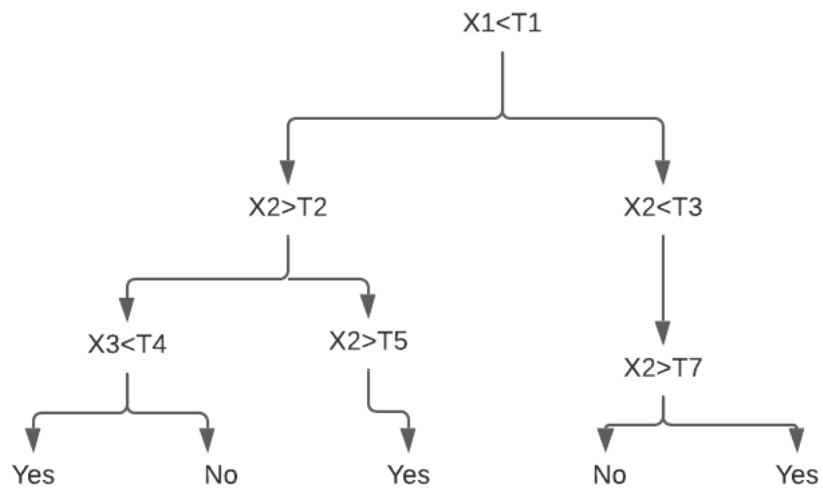 X1<T1
X2>T2
X2<T3
X3<T4
X2>T5
X2>T7
Yes
No
Yes
No
Yes